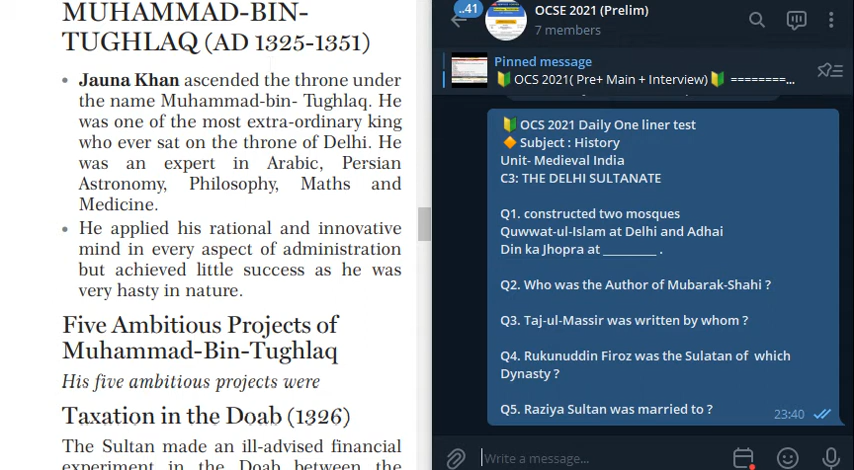 MUHAMMAD-BIN-
TUGHLAQ (AD 1325-1351)
• Jauna Khan ascended the throne under
the name Muhammad-bin- Tughlaq. He
was one of the most extra-ordinary king
who ever sat on the throne of Delhi. He
was an expert in Arabic, Persian
Astronomy, Philosophy, Maths and
Medicine.
• He applied his rational and innovative
mind in every aspect of administration
but achieved little success as he was
very hasty in nature.
Five Ambitious Projects of
Muhammad-Bin-Tughlaq
His five ambitious projects were
Taxation in the Doab (1326)
The Sultan made an ill-advised financial
experiment in the Doab between the
..41
OCSE 2021 (Prelim)
7 members
Pinned message
🔰 OCS 2021( Pre+ Main + Interview) 🔰 ========...
🔰 OCS 2021 Daily One liner test
🔶 Subject : History
Unit- Medieval India
C3: THE DELHI SULTANATE
Q1. constructed two mosques
Quwwat-ul-Islam at Delhi and Adhai
Din ka Jhopra at _________ .
Q2. Who was the Author of Mubarak-Shahi ?
Q3. Taj-ul-Massir was written by whom ?
Q4. Rukunuddin Firoz was the Sulatan of which
Dynasty ?
Q5. Raziya Sultan was married to ?
23:40
Write a message...